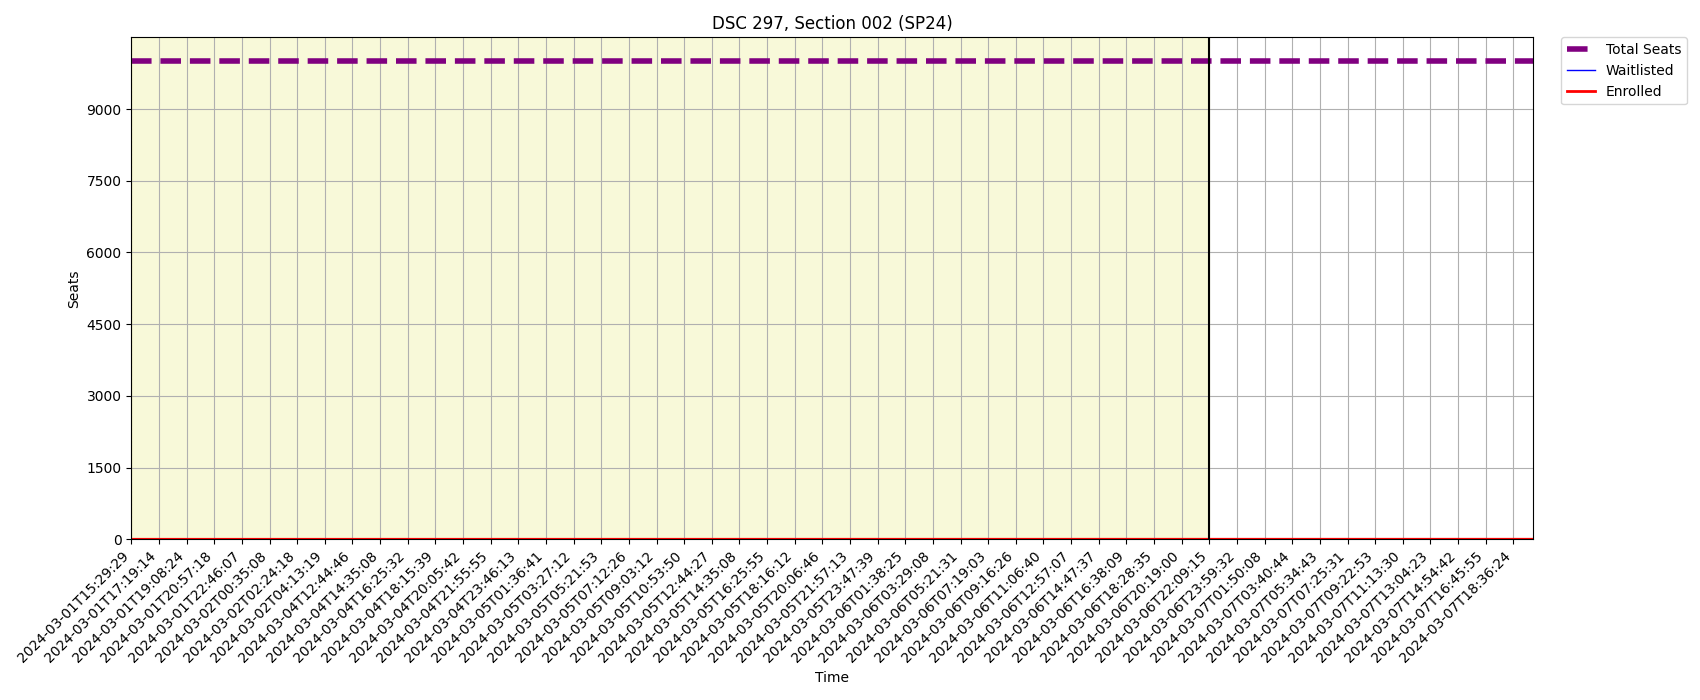 DSC 297, Section 002 (SP24)
Total Seats
Waitlisted
Enrolled
9000
7500
6000
4500
3000
1500
0
Seats
2024-03-01T15:29:29
2024-03-01T17:19:14
2024-03-01T19:08:24
2024-03-01T20:57:18
2024-03-01T22:46:07
2024-03-02T00:35:08
2024-03-02T02:24:18
2024-03-02T04:13:19
2024-03-04T12:44:46
2024-03-04T14:35:08
2024-03-04T16:25:32
2024-03-04T18:15:39
2024-03-04T20:05:42
2024-03-04T21:55:55
2024-03-04T23:46:13
2024-03-05T01:36:41
2024-03-05T03:27:12
2024-03-05T05:21:53
2024-03-05T07:12:26
2024-03-05T09:03:12
2024-03-05T10:53:50
2024-03-05T12:44:27
2024-03-05T14:35:08
2024-03-05T16:25:55
2024-03-05T18:16:12
2024-03-05T20:06:46
2024-03-05T21:57:13
2024-03-05T23:47:39
2024-03-06T01:38:25
2024-03-06T03:29:08
2024-03-06T05:21:31
2024-03-06T07:19:03
2024-03-06T09:16:26
2024-03-06T11:06:40
2024-03-06T12:57:07
2024-03-06T14:47:37
2024-03-06T16:38:09
2024-03-06T18:28:35
2024-03-06T20:19:00
2024-03-06T22:09:15
2024-03-06T23:59:32
2024-03-07T01:50:08
2024-03-07T03:40:44
2024-03-07T05:34:43
2024-03-07T07:25:31
2024-03-07T09:22:53
2024-03-07T11:13:30
2024-03-07T13:04:23
2024-03-07T14:54:42
2024-03-07T16:45:55
2024-03-07T18:36:24
Time